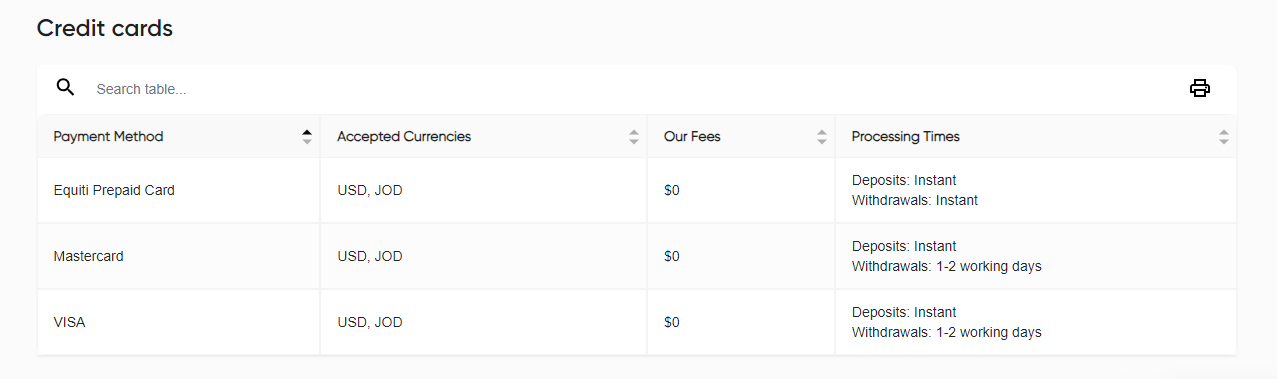 Credit cards
Search table...
Payment Method Accepted Currencies Our Fees Processing Times
Equiti Prepaid Card USD, JOD $0 Deposits: Instant
Withdrawals: Instant
Mastercard USD, JOD $0 Deposits: Instant
Withdrawals: 1-2 working days
VISA USD, JOD $0 Deposits: Instant
Withdrawals: 1-2 working days